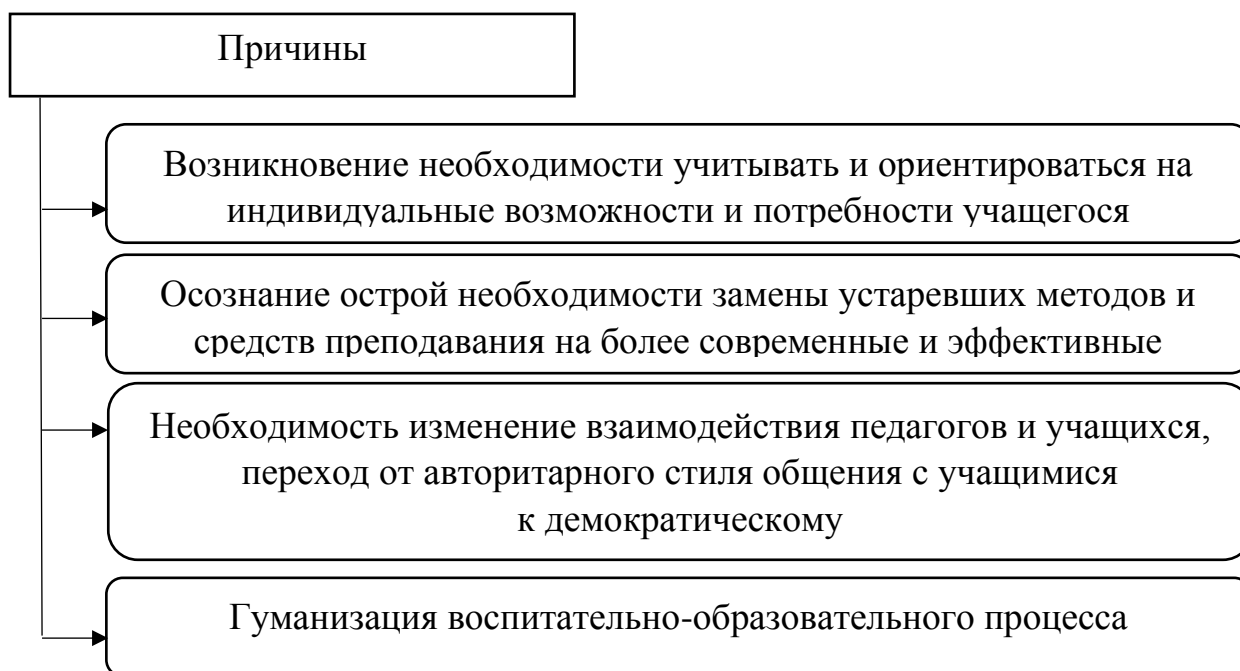 Причины
Возникновение необходимости учитывать и ориентироваться на
индивидуальные возможности и потребности учащегося
Осознание острой необходимости замены устаревших методов и
средств преподавания на более современные и эффективные
Необходимость изменение взаимодействия педагогов и учащихся,
переход от авторитарного стиля общения с учащимися
к демократическому
Гуманизация воспитательно-образовательного процесса